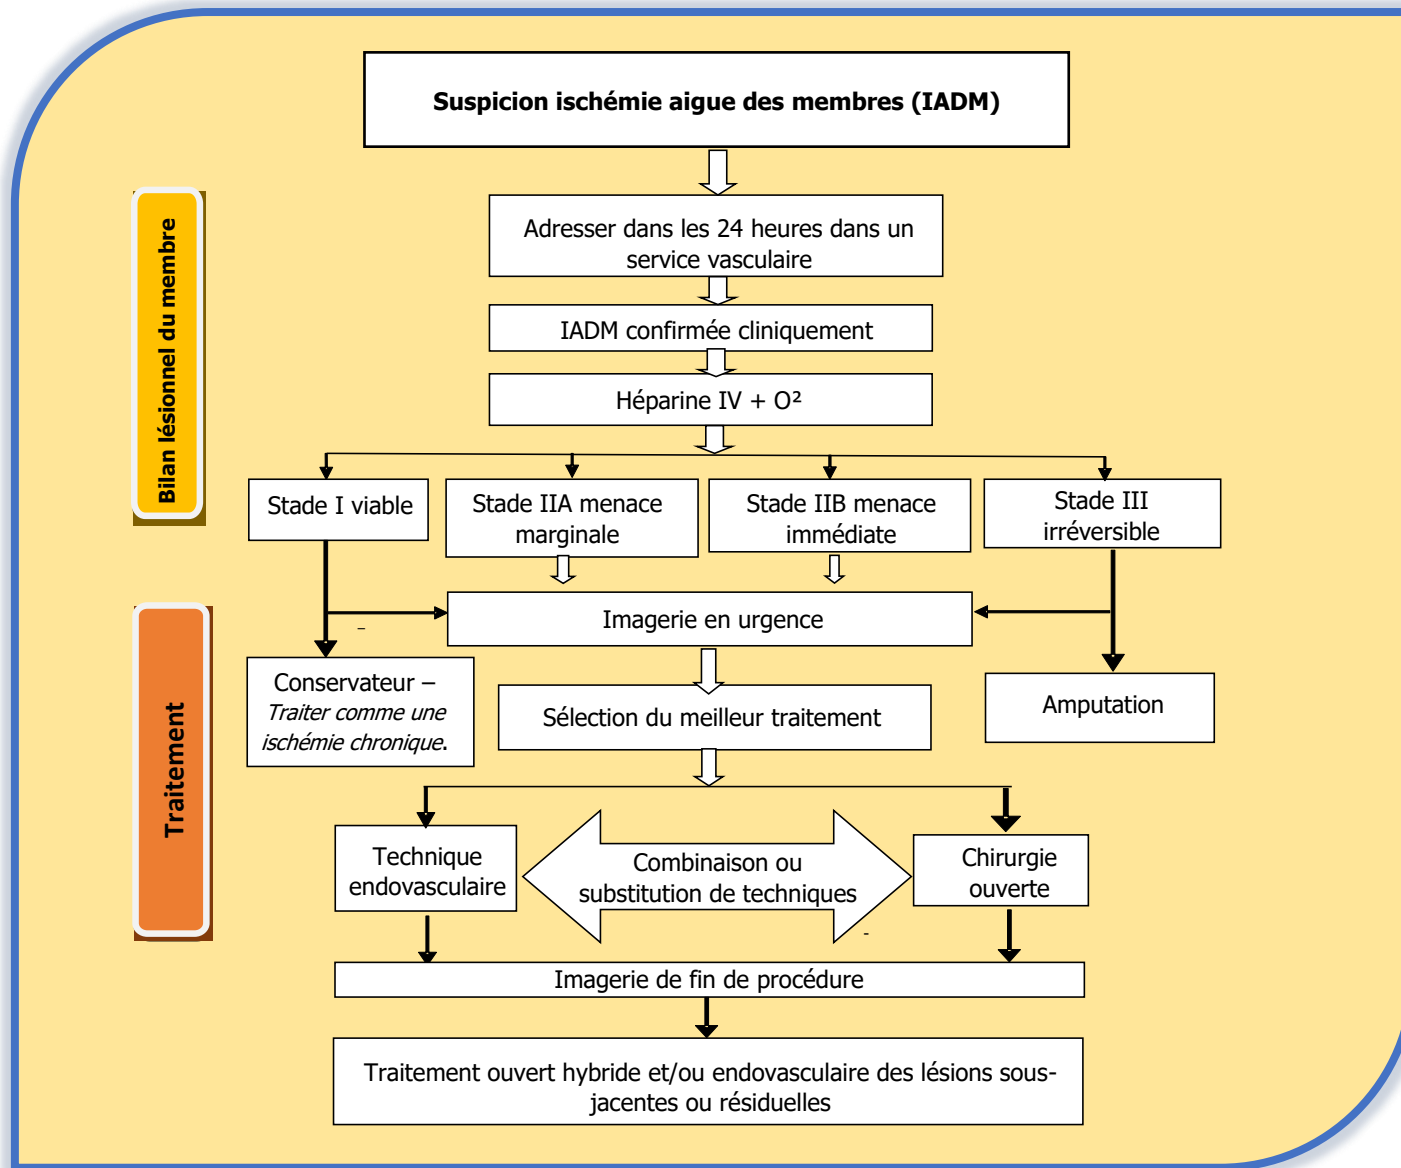 Suspicion ischémie aigue des membres (IADM)
Bilan lésionnel du membre
Adresser dans les 24 heures dans un
service vasculaire
IADM confirmée cliniquement
Héparine IV + O²
Stade I viable
Stade IIA menace
marginale
Stade IIB menace
immédiate
Stade III
irréversible
Traitement
Imagerie en urgence
Conservateur –
Traiter comme une
ischémie chronique.
Sélection du meilleur traitement
Amputation
Technique
endovasculaire
Combinaison ou
substitution de techniques
Chirurgie
ouverte
Imagerie de fin de procédure
Traitement ouvert hybride et/ou endovasculaire des lésions sous-
jacentes ou résiduelles